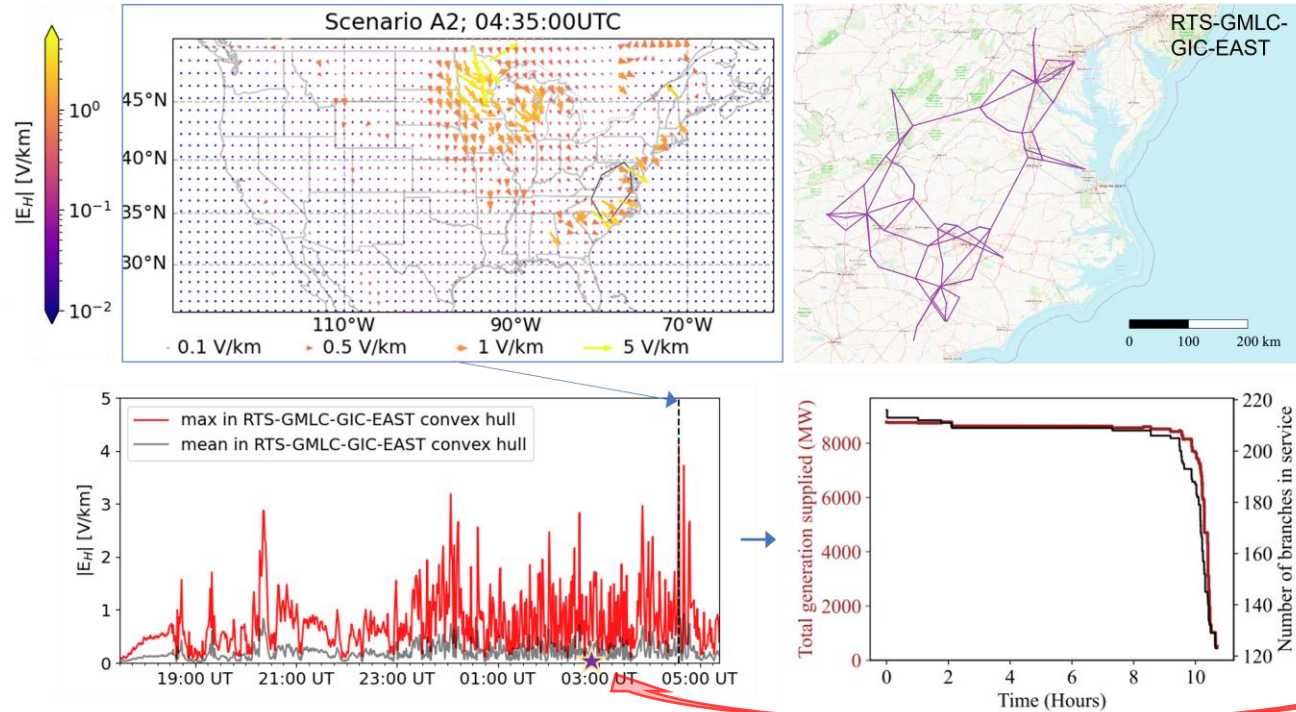 Scenario A2; 04:35:00UTC
|E_H| [V/km]
10⁰
10⁻¹
10⁻²
45°N
40°N
35°N
30°N
110°W 90°W 70°W
0.1 V/km 0.5 V/km 1 V/km 5 V/km
RTS-GMLC-
GIC-EAST
0 100 200 km
|E_H| [V/km]
5
4
3
2
1
0
max in RTS-GMLC-GIC-EAST convex hull
mean in RTS-GMLC-GIC-EAST convex hull
19:00 UT 21:00 UT 23:00 UT 01:00 UT 03:00 UT 05:00 UT
Total generation supplied (MW)
8000
6000
4000
2000
0
0 2 4 6 8 10
Time (Hours)
220
200
180
160
140
120
Number of branches in service